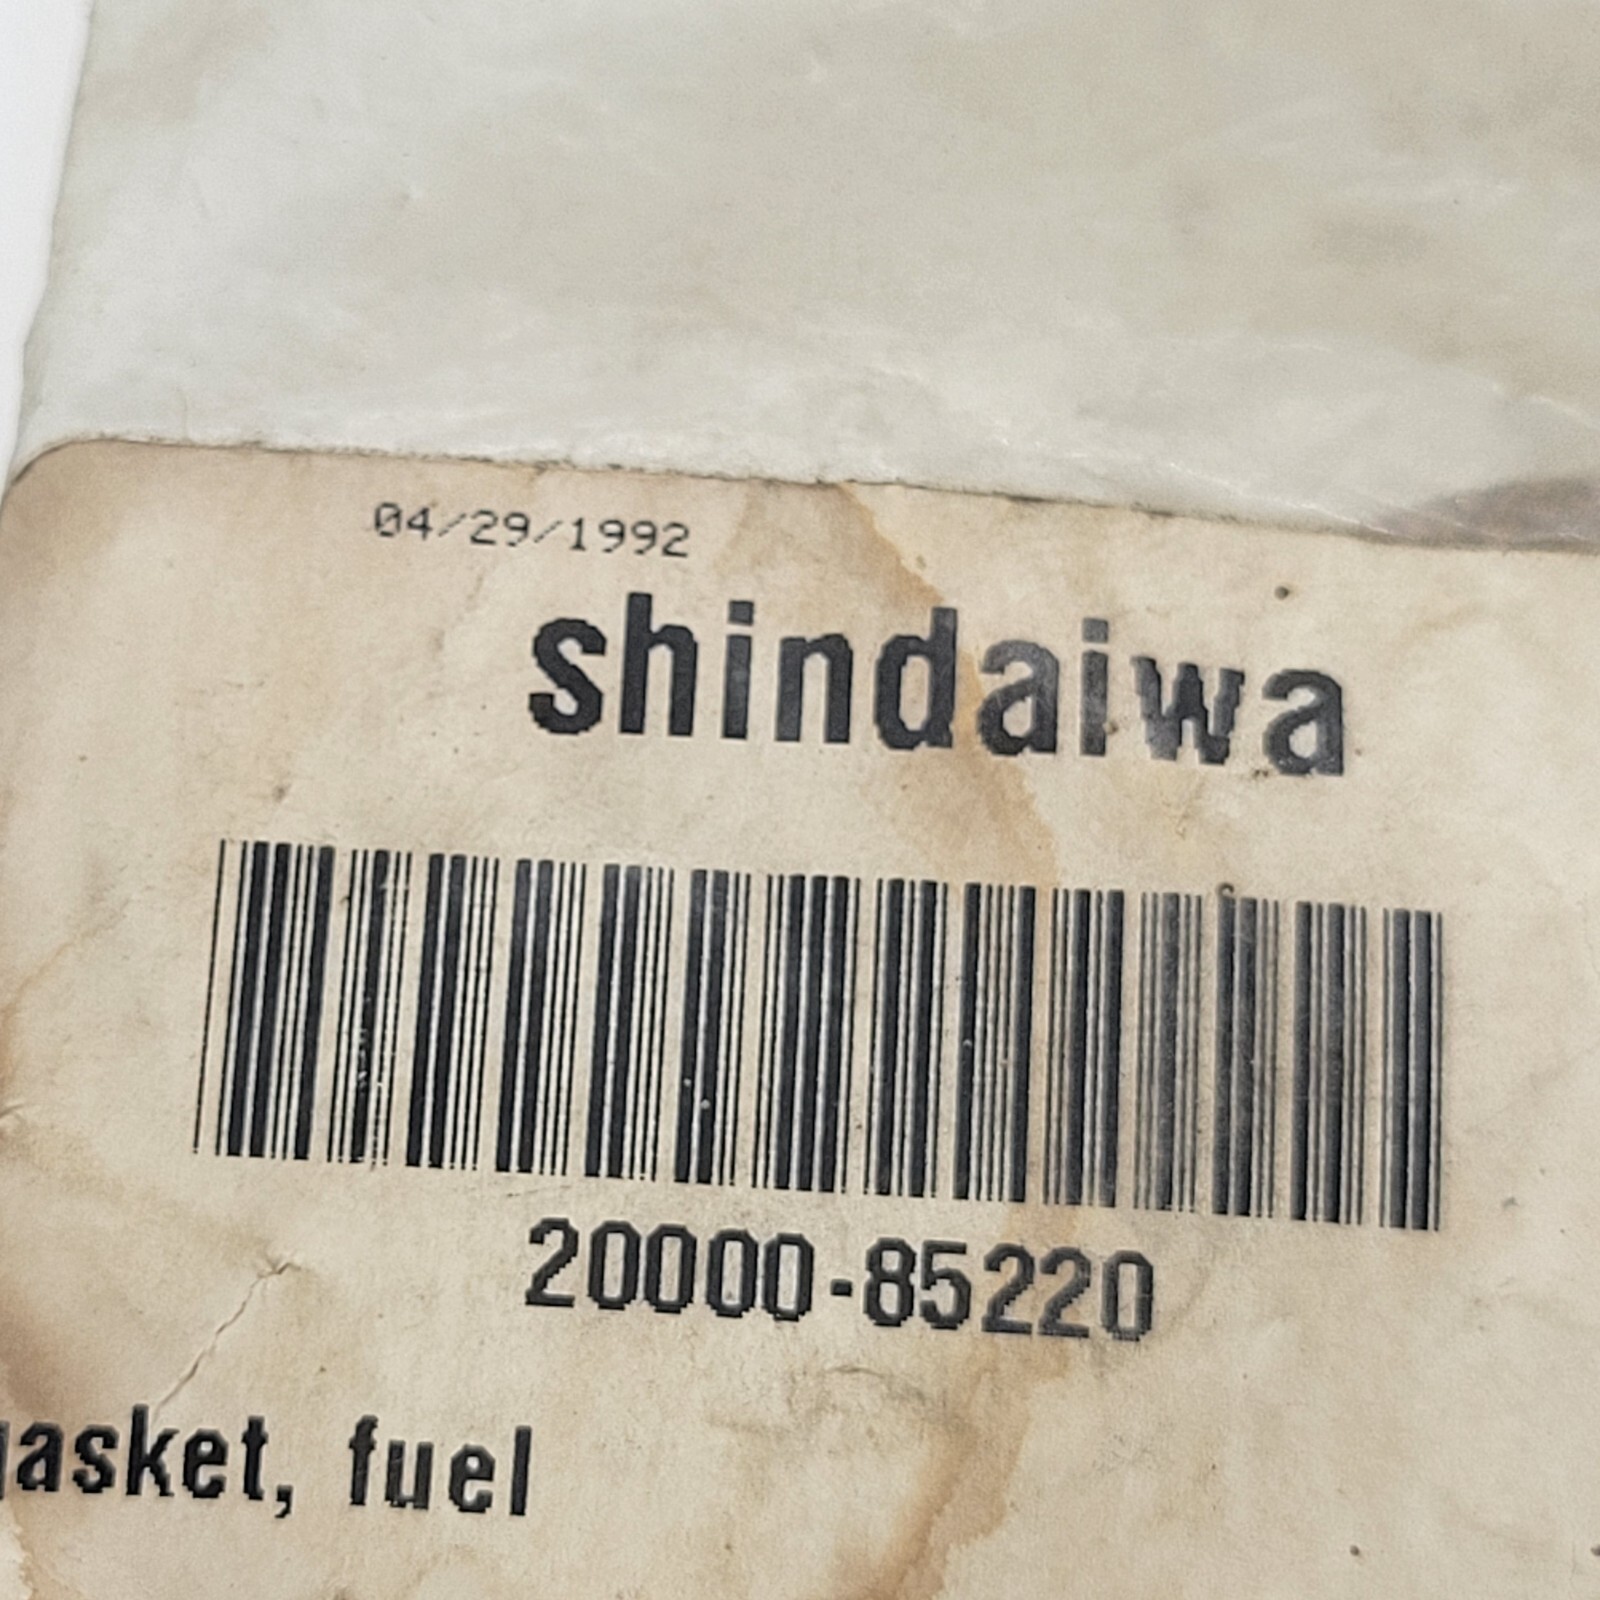 04/29/1992
shindaiwa
20000-85220
gasket, fuel